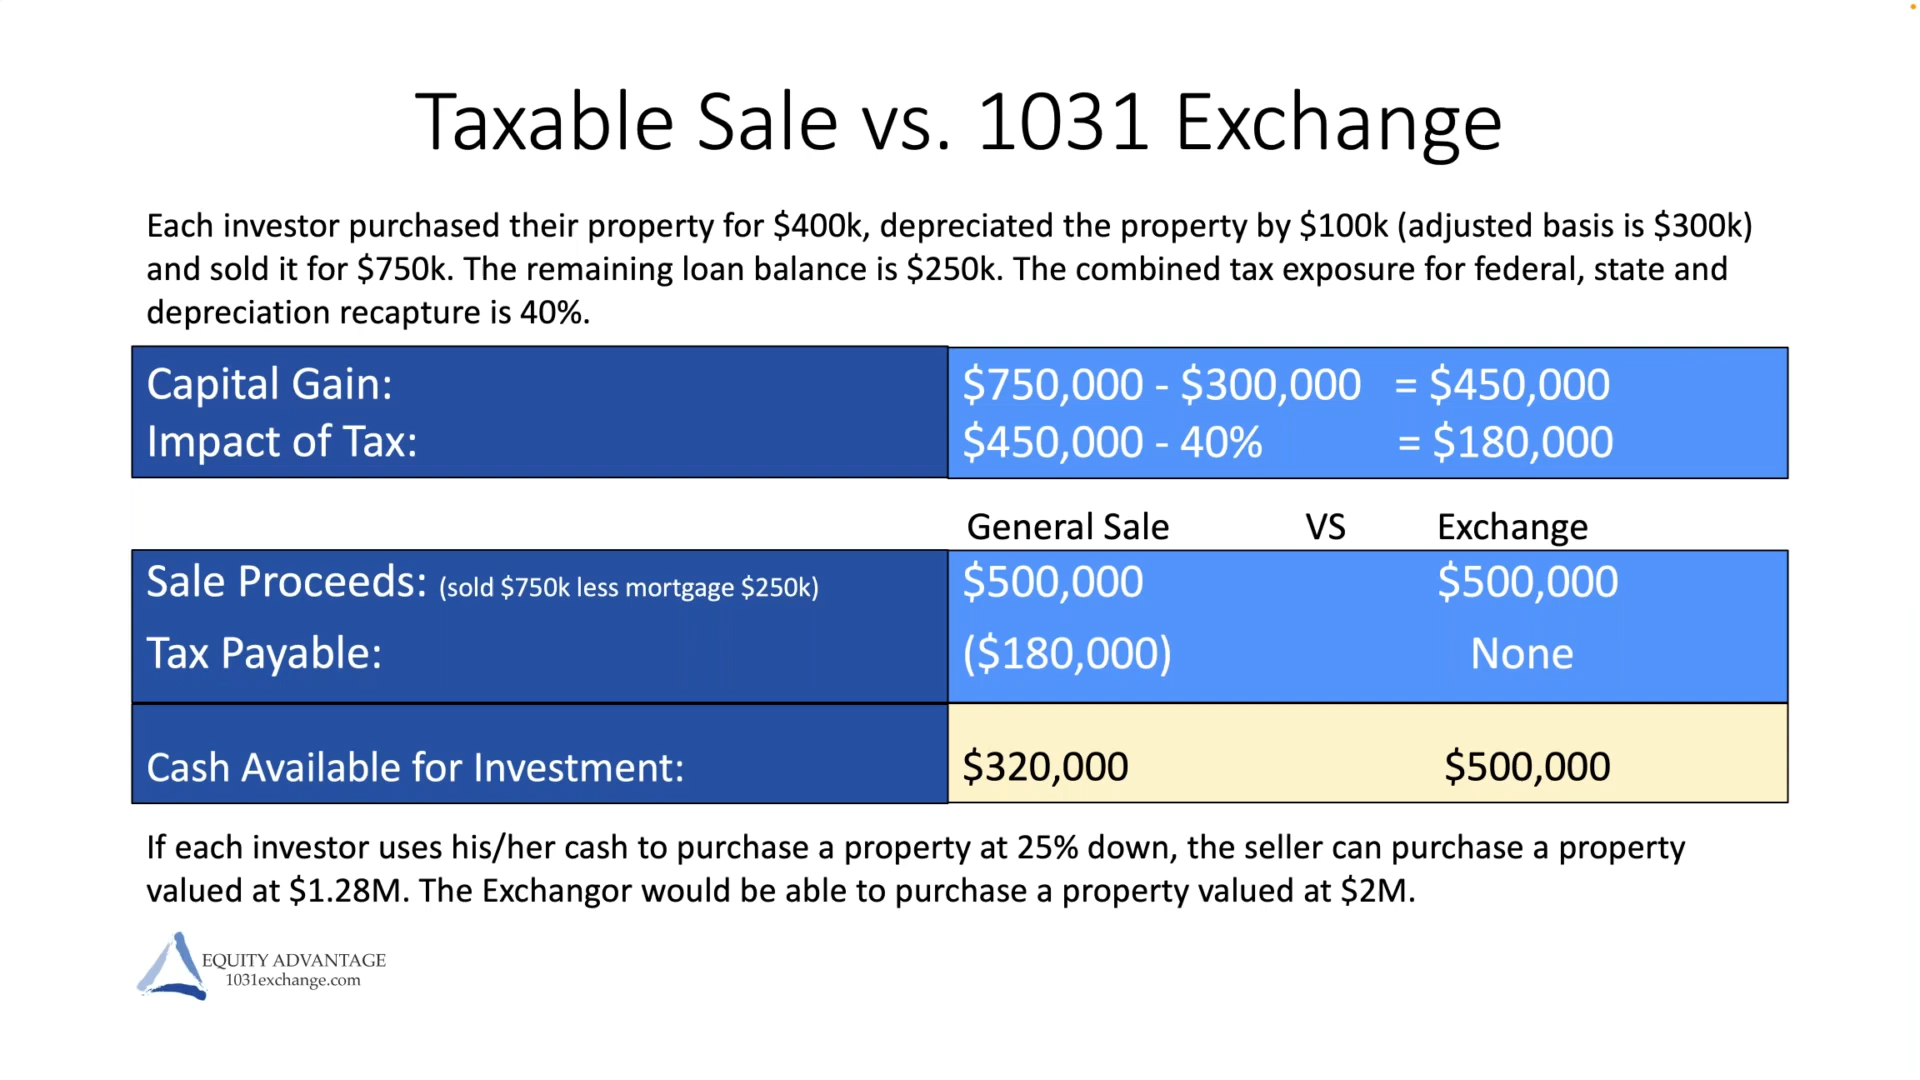 Taxable Sale vs. 1031 Exchange
Each investor purchased their property for $400k, depreciated the property by $100k (adjusted basis is $300k)
and sold it for $750k. The remaining loan balance is $250k. The combined tax exposure for federal, state and
depreciation recapture is 40%.
Capital Gain: $750,000 - $300,000 = $450,000
Impact of Tax: $450,000 - 40% = $180,000
General Sale VS Exchange
Sale Proceeds: (sold $750k less mortgage $250k) $500,000 $500,000
Tax Payable: ($180,000) None
Cash Available for Investment: $320,000 $500,000
If each investor uses his/her cash to purchase a property at 25% down, the seller can purchase a property
valued at $1.28M. The Exchangor would be able to purchase a property valued at $2M.
EQUITY ADVANTAGE
1031exchange.com